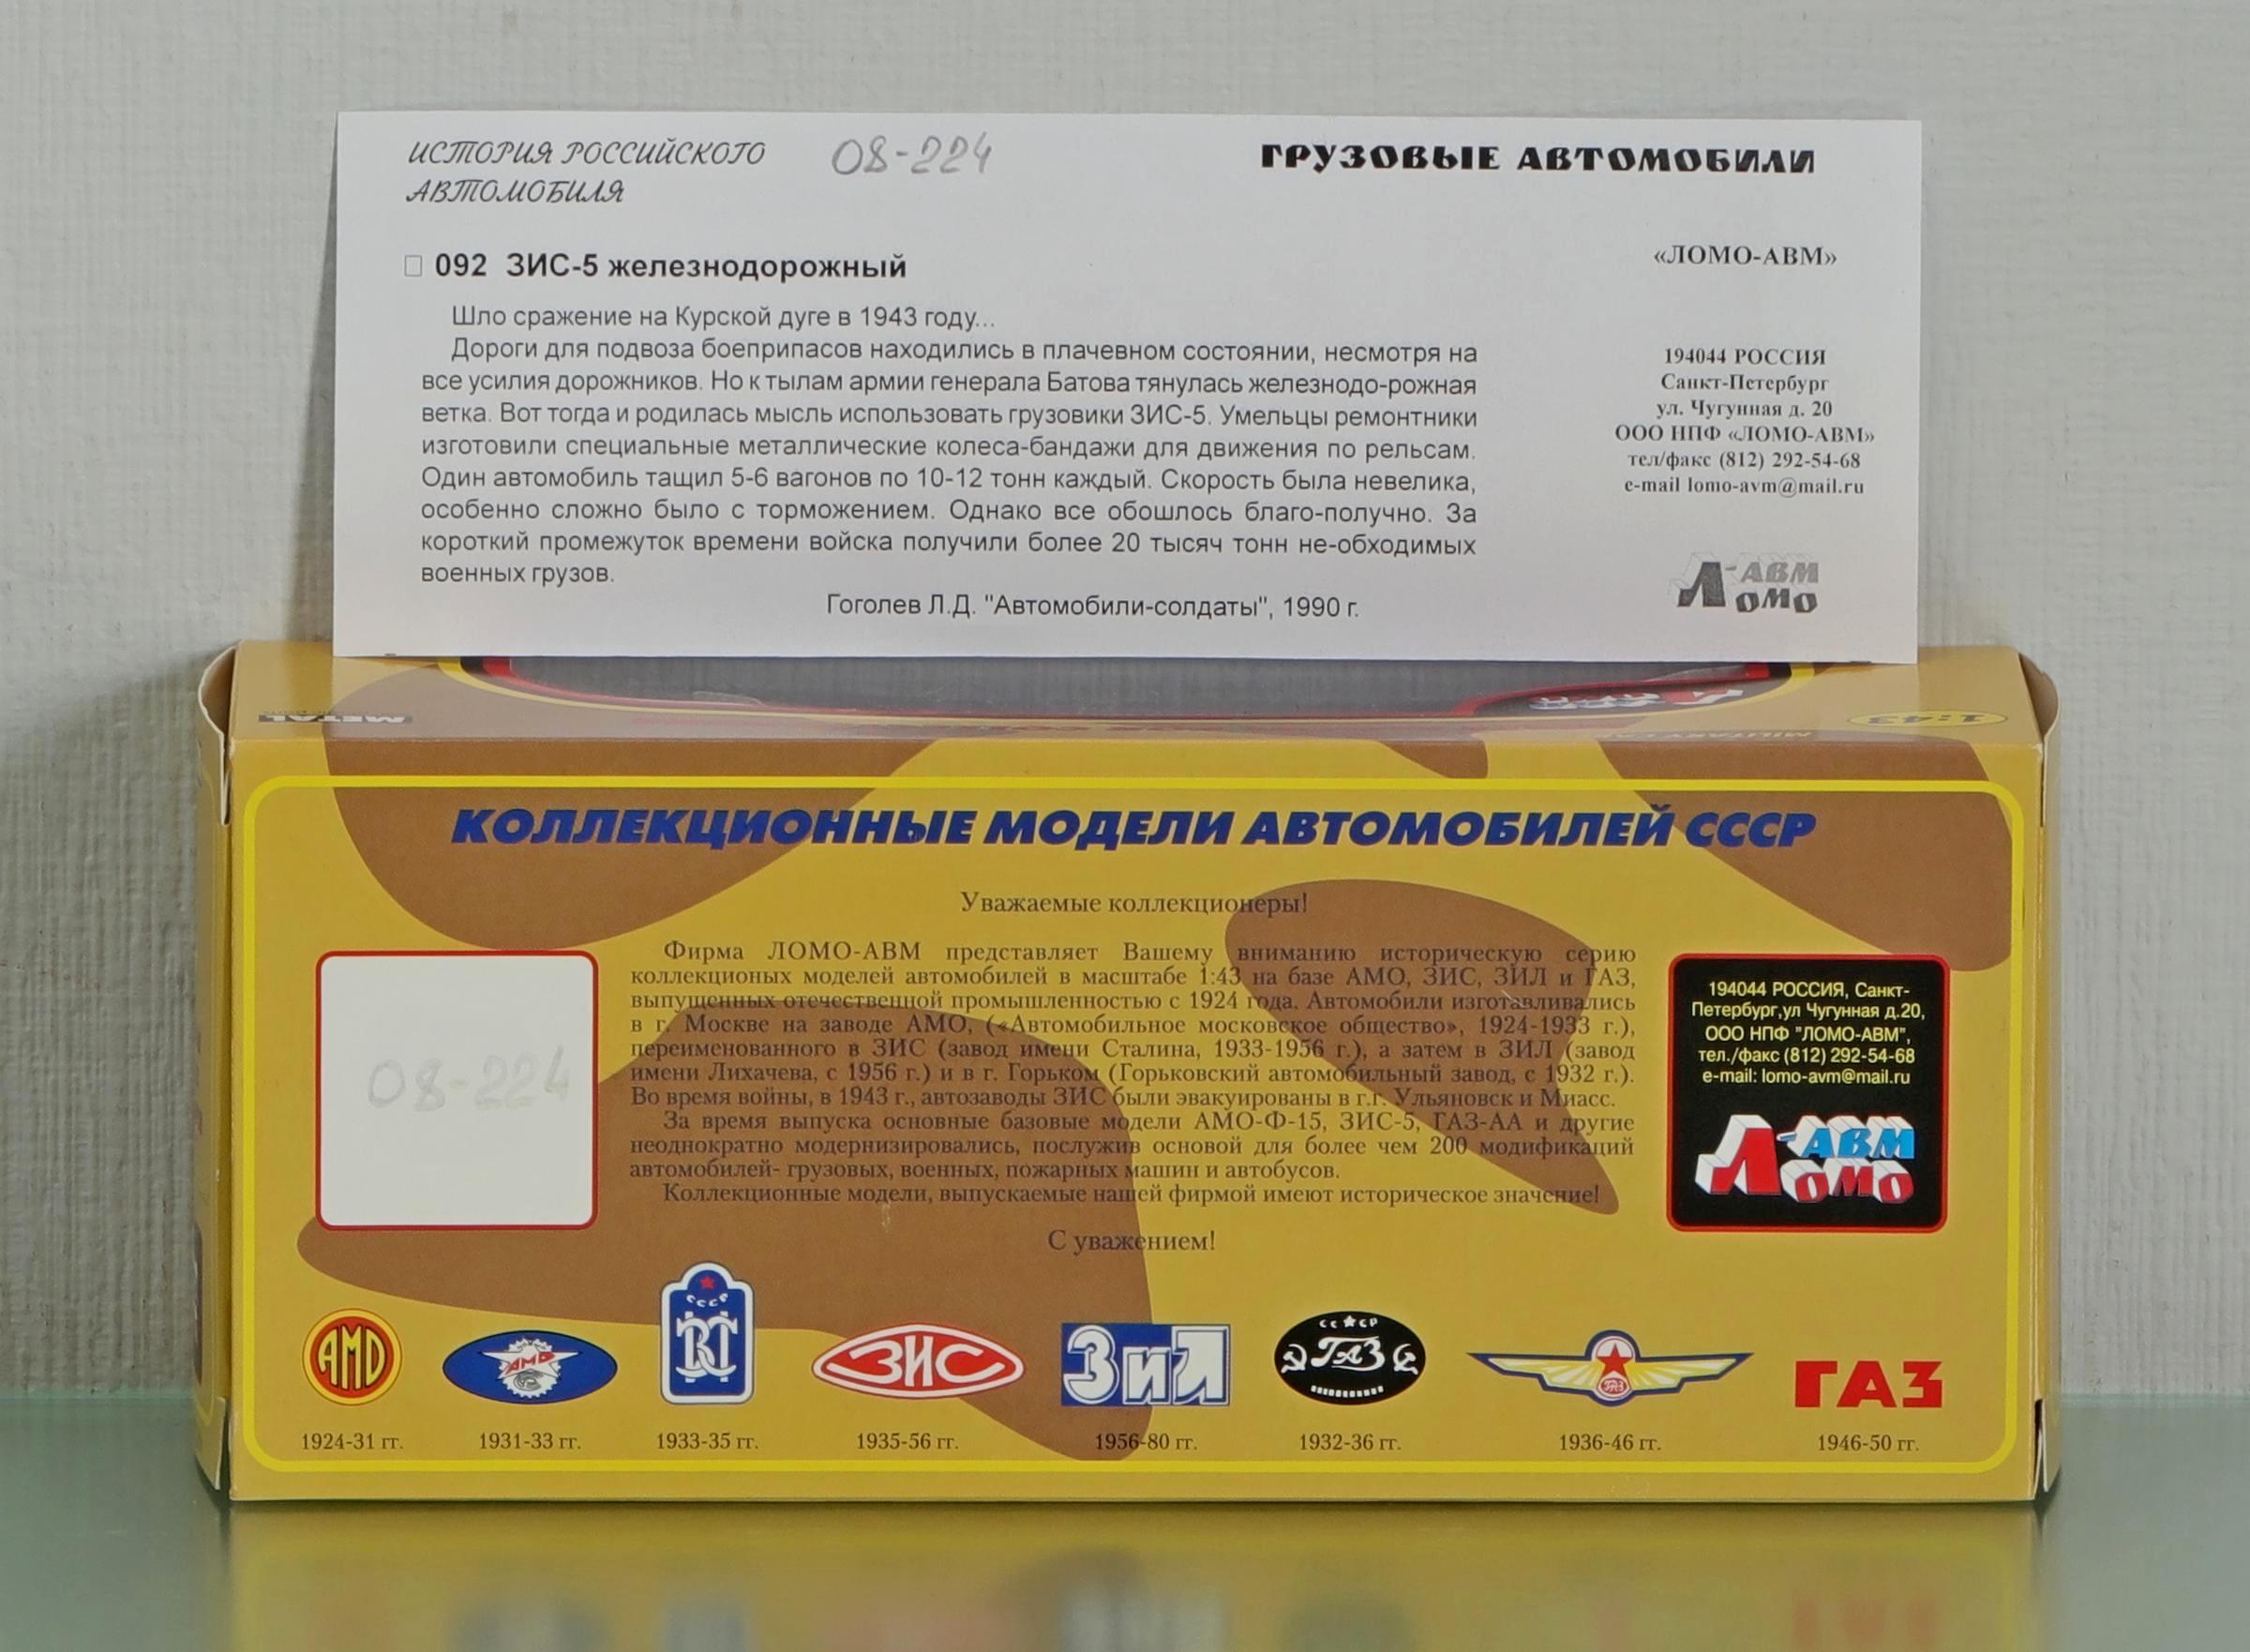 ИСТОРИЯ РОССИЙСКОГО
АВТОМОБИЛЯ
08-224
ГРУЗОВЫЕ АВТОМОБИЛИ
092 ЗИС-5 железнодорожный
Шло сражение на Курской дуге в 1943 году...
Дороги для подвоза боеприпасов находились в плачевном состоянии, несмотря на
все усилия дорожников. Но к тылам армии генерала Батова тянулась железнодо-рожная
ветка. Вот тогда и родилась мысль использовать грузовики ЗИС-5. Умельцы ремонтники
изготовили специальные металлические колеса-бандажи для движения по рельсам.
Один автомобиль тащил 5-6 вагонов по 10-12 тонн каждый. Скорость была невелика,
особенно сложно было с торможением. Однако все обошлось благо-получно. За
короткий промежуток времени войска получили более 20 тысяч тонн не-обходимых
военных грузов.
Гоголев Л.Д. "Автомобили-солдаты", 1990 г.
«ЛОМО-АВМ»
194044 РОССИЯ
Санкт-Петербург
ул. Чугунная д. 20
ООО НПФ «ЛОМО-АВМ»
тел/факс (812) 292-54-68
e-mail lomo-avm@mail.ru
Л-АВМ
ОМО
METAL
1:43
КОЛЛЕКЦИОННЫЕ МОДЕЛИ АВТОМОБИЛЕЙ СССР
Уважаемые коллекционеры!
Фирма ЛОМО-АВМ представляет Вашему вниманию историческую серию
коллекционых моделей автомобилей в масштабе 1:43 на базе АМО, ЗИС, ЗИЛ и ГАЗ,
выпущенных отечественной промышленностью с 1924 года. Автомобили изготавливались
в г. Москве на заводе АМО, («Автомобильное московское общество», 1924-1933 г.),
переименованного в ЗИС (завод имени Сталина, 1933-1956 г.), а затем в ЗИЛ (завод
имени Лихачева, с 1956 г.) и в г. Горьком (Горьковский автомобильный завод, с 1932 г.).
Во время войны, в 1943 г., автозаводы ЗИС были эвакуированы в г.г. Ульяновск и Миасс.
За время выпуска основные базовые модели АМО-Ф-15, ЗИС-5, ГАЗ-АА и другие
неоднократно модернизировались, послужив основой для более чем 200 модификаций
автомобилей- грузовых, военных, пожарных машин и автобусов.
Коллекционные модели, выпускаемые нашей фирмой имеют историческое значение!
С уважением!
08-224
194044 РОССИЯ, Санкт-
Петербург,ул Чугунная д.20,
ООО НПФ "ЛОМО-АВМ",
тел./факс (812) 292-54-68
e-mail: lomo-avm@mail.ru
Л-АВМ
ОМО
АМО
АМО
СССР
ЗИС
ЗиЛ
СССР
ГАЗ
ГАЗ
1924-31 гг.
1931-33 гг.
1933-35 гг.
1935-56 гг.
1956-80 гг.
1932-36 гг.
1936-46 гг.
1946-50 гг.